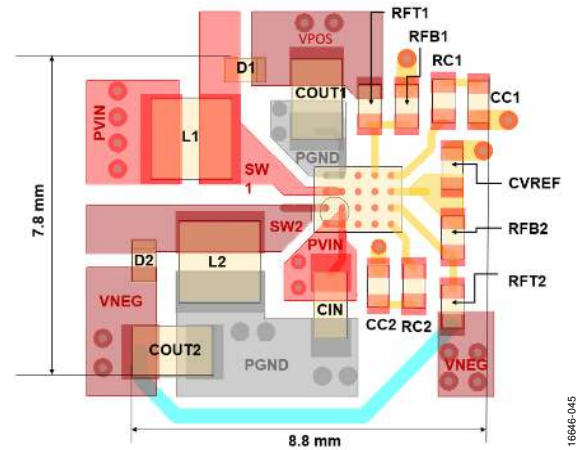 RFT1
RFB1
VPOS
D1
RC1
CC1
COUT1
PVIN
L1
PGND
SW
1
CVREF
7.8 mm
SW2
RFB2
PVIN
D2
L2
RFT2
VNEG
CIN
CC2
RC2
COUT2
PGND
VNEG
8.8 mm
16646-045